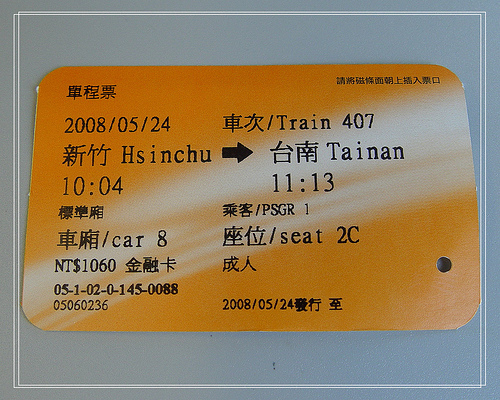 請將磁條面朝上插入票口
單程票
2008/05/24 車次/Train 407
新竹 Hsinchu → 台南 Tainan
10:04 11:13
標準廂 乘客/PSGR 1
車廂/car 8 座位/seat 2C
NT$1060 金融卡 成人
05-1-02-0-145-0088
05060236 2008/05/24發行 至